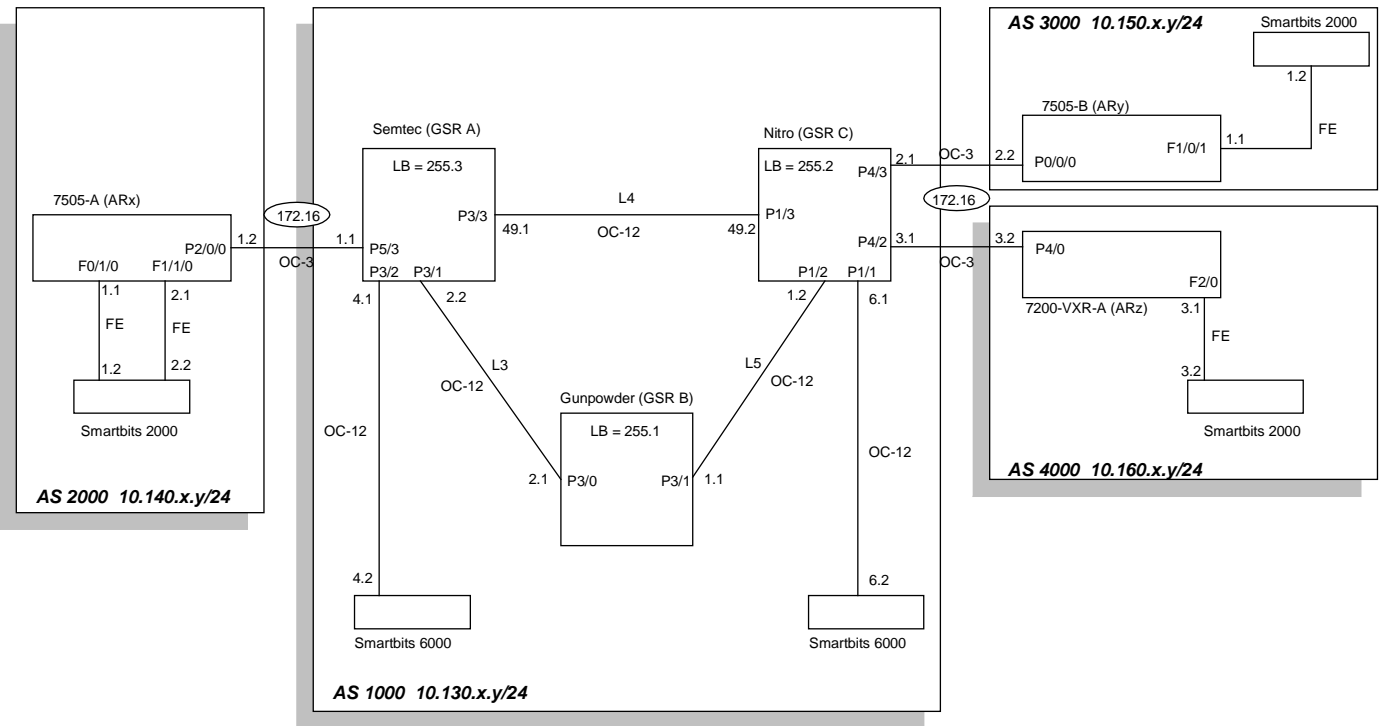 AS 3000 10.150.x.y/24
Smartbits 2000
1.2
7505-B (ARy)
FE
Semtec (GSR A)
Nitro (GSR C)
1.1
F1/0/1
LB = 255.3
LB = 255.2
2.1
OC-3
2.2
P0/0/0
P4/3
7505-A (ARx)
L4
172.16
172.16
P3/3
P1/3
49.1
OC-12
49.2
P2/0/0
1.2
1.1
P5/3
P4/2
3.1
3.2
P4/0
OC-3
OC-3
F0/1/0
F1/1/0
P3/2
P3/1
P1/2
P1/1
F2/0
1.1
2.1
4.1
2.2
1.2
6.1
7200-VXR-A (ARz)
3.1
FE
FE
FE
1.2
2.2
L3
L5
3.2
OC-12
OC-12
Gunpowder (GSR B)
Smartbits 2000
OC-12
LB = 255.1
Smartbits 2000
OC-12
AS 4000 10.160.x.y/24
2.1
P3/0
P3/1
1.1
AS 2000 10.140.x.y/24
4.2
6.2
Smartbits 6000
Smartbits 6000
AS 1000 10.130.x.y/24